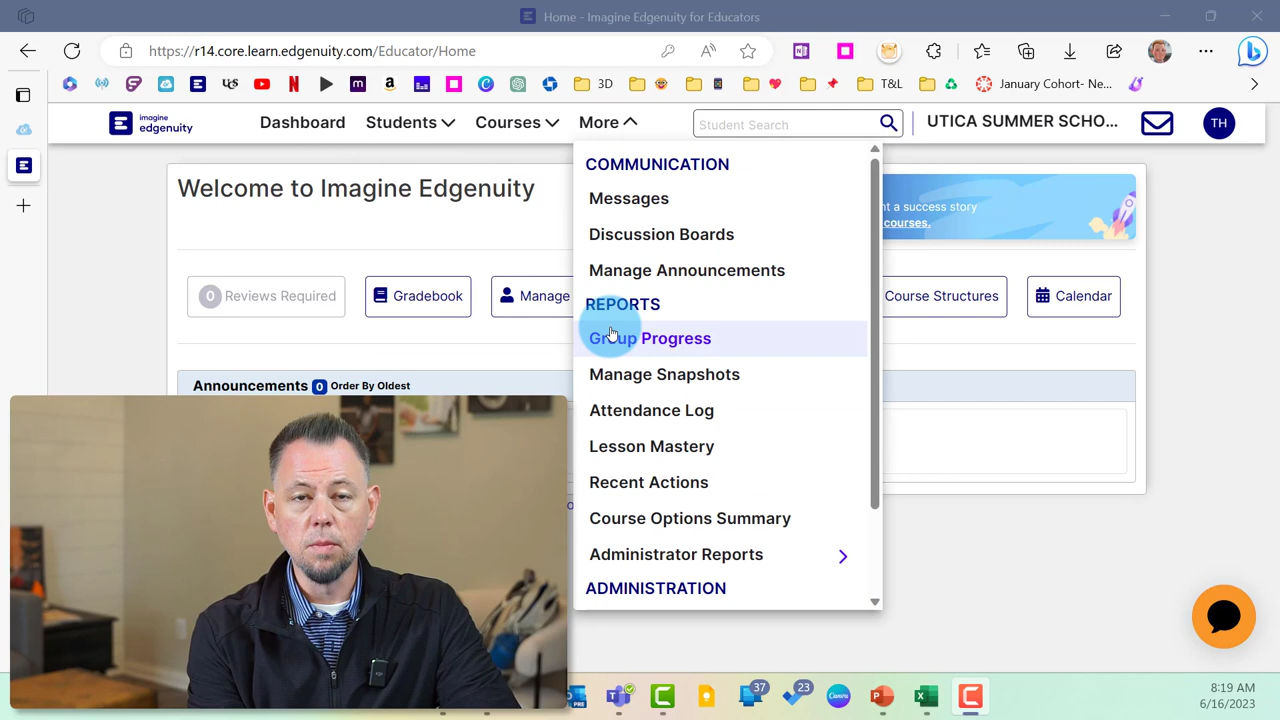 Home - Imagine Edgenuity for Educators
https://r14.core.learn.edgenuity.com/Educator/Home
3D
T&L
January Cohort- Ne...
imagine
edgenuity
Dashboard
Students
Courses
More
Student Search
UTICA SUMMER SCHO...
TH
COMMUNICATION
Messages
Discussion Boards
Manage Announcements
REPORTS
Group Progress
Manage Snapshots
Attendance Log
Lesson Mastery
Recent Actions
Course Options Summary
Administrator Reports
ADMINISTRATION
Welcome to Imagine Edgenuity
nt a success story
courses.
0 Reviews Required
Gradebook
Manage
Course Structures
Calendar
Announcements 0 Order By Oldest
37
23
8:19 AM
6/16/2023